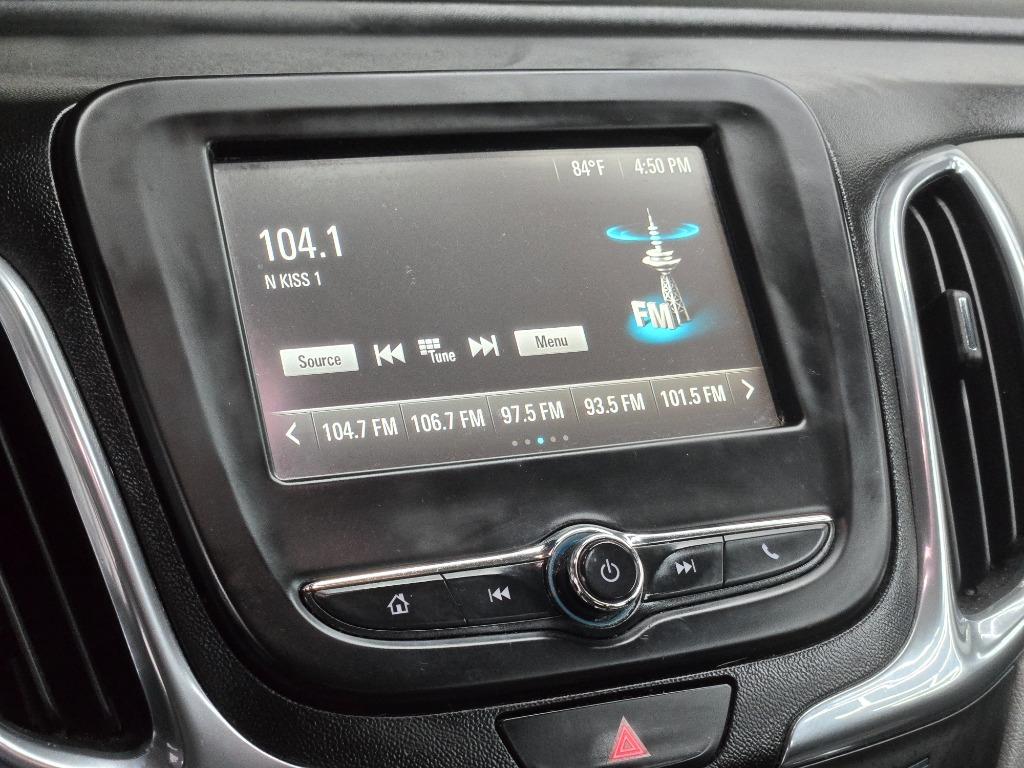 84°F 4:50 PM
104.1
N KISS 1
FM
Source Tune Menu
104.7 FM 106.7 FM 97.5 FM 93.5 FM 101.5 FM